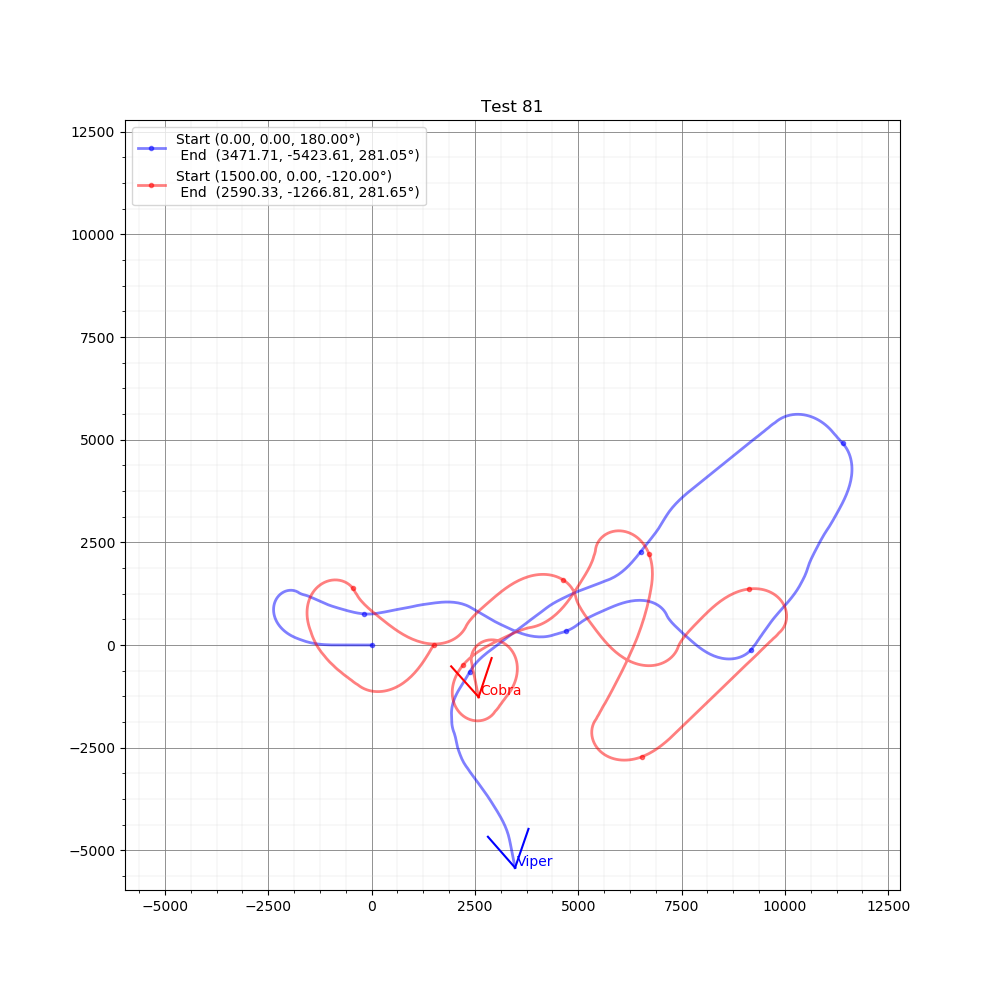 Test 81
Start (0.00, 0.00, 180.00°)
End (3471.71, -5423.61, 281.05°)
Start (1500.00, 0.00, -120.00°)
End (2590.33, -1266.81, 281.65°)
12500
10000
7500
5000
2500
0
−2500
−5000
Cobra
Viper
−5000 −2500 0 2500 5000 7500 10000 12500